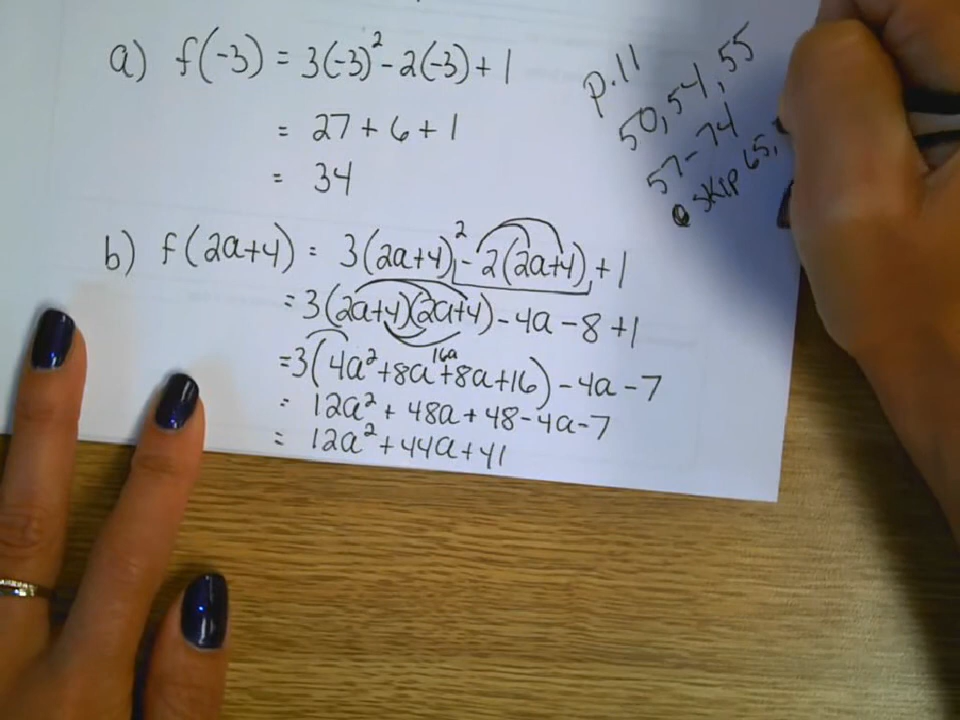 a) f(-3) = 3(-3)² - 2(-3) + 1
= 27 + 6 + 1
= 34
b) f(2a+4) = 3(2a+4)² - 2(2a+4) + 1
= 3(2a+4)(2a+4) - 4a - 8 + 1
16a
= 3(4a² + 8a + 8a + 16) - 4a - 7
= 12a² + 48a + 48 - 4a - 7
= 12a² + 44a + 41
p. 11
50, 54, 55
57 - 74
skip 65,